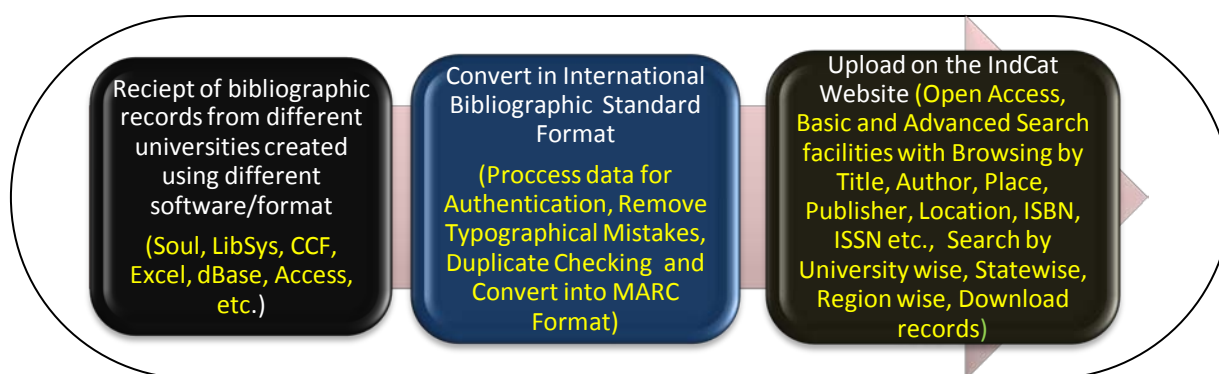 Reciept of bibliographic
records from different
universities created
using different
software/format
(Soul, LibSys, CCF,
Excel, dBase, Access,
etc.)
Convert in International
Bibliographic Standard
Format
(Proccess data for
Authentication, Remove
Typographical Mistakes,
Duplicate Checking and
Convert into MARC
Format)
Upload on the IndCat
Website (Open Access,
Basic and Advanced Search
facilities with Browsing by
Title, Author, Place,
Publisher, Location, ISBN,
ISSN etc., Search by
University wise, Statewise,
Region wise, Download
records)